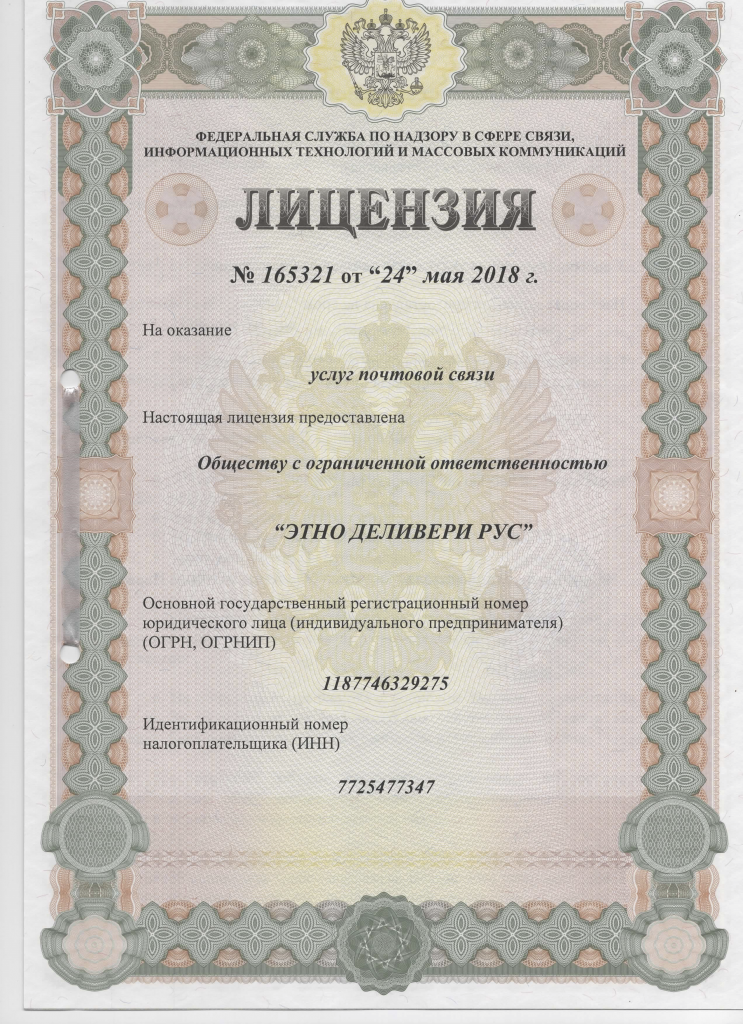 ФЕДЕРАЛЬНАЯ СЛУЖБА ПО НАДЗОРУ В СФЕРЕ СВЯЗИ,
ИНФОРМАЦИОННЫХ ТЕХНОЛОГИЙ И МАССОВЫХ КОММУНИКАЦИЙ
ЛИЦЕНЗИЯ
№ 165321 от “24” мая 2018 г.
На оказание
услуг почтовой связи
Настоящая лицензия предоставлена
Обществу с ограниченной ответственностью
“ЭТНО ДЕЛИВЕРИ РУС”
Основной государственный регистрационный номер
юридического лица (индивидуального предпринимателя)
(ОГРН, ОГРНИП)
1187746329275
Идентификационный номер
налогоплательщика (ИНН)
7725477347